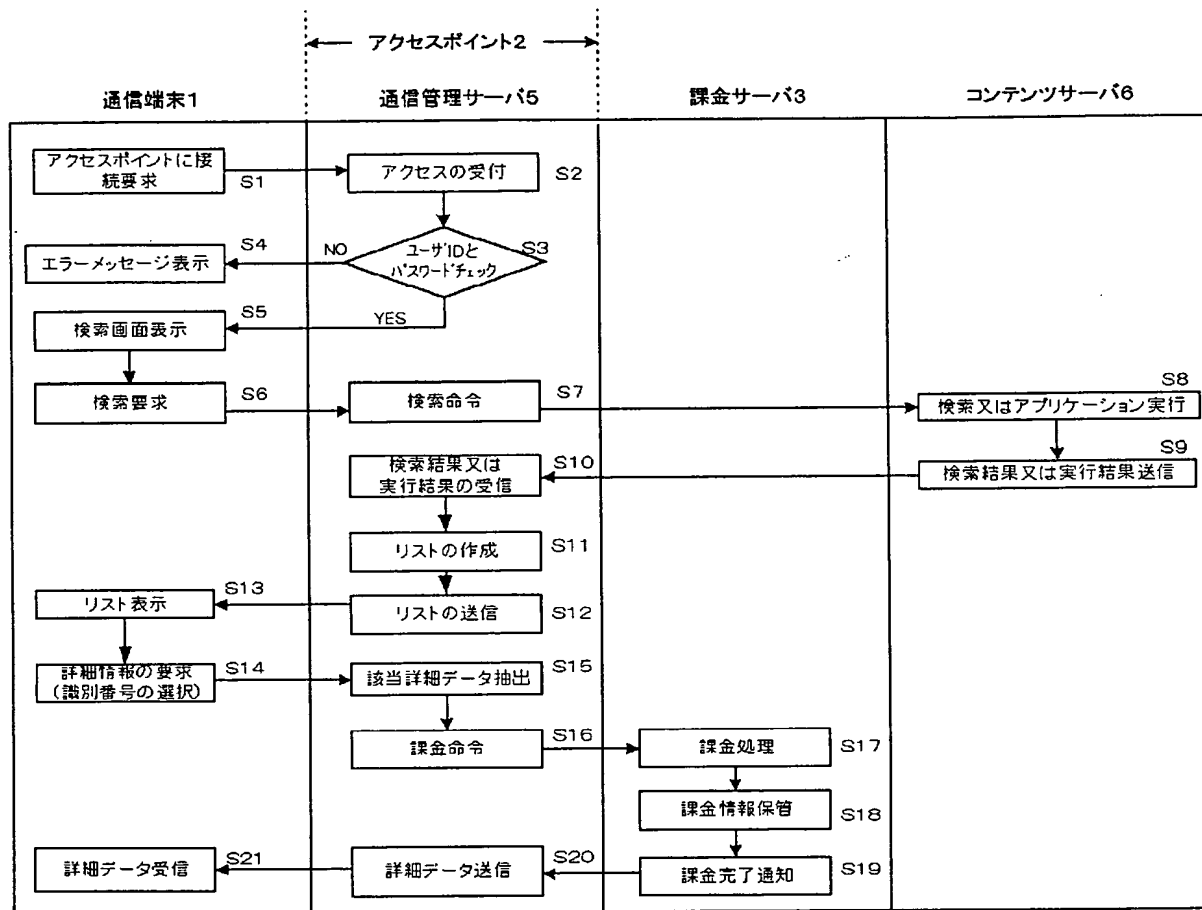 アクセスポイント2
通信端末1
通信管理サーバ5
課金サーバ3
コンテンツサーバ6
アクセスポイントに接
続要求
S1
アクセスの受付
S2
S3
ユーザIDと
パスワードチェック
NO
S4
エラーメッセージ表示
YES
S5
検索画面表示
検索要求
S6
検索命令
S7
S8
検索又はアプリケーション実行
S9
検索結果又は実行結果送信
検索結果又は
実行結果の受信
S10
リストの作成
S11
リストの送信
S12
S13
リスト表示
詳細情報の要求
(識別番号の選択)
S14
該当詳細データ抽出
S15
課金命令
S16
課金処理
S17
課金情報保管
S18
課金完了通知
S19
詳細データ送信
S20
詳細データ受信
S21